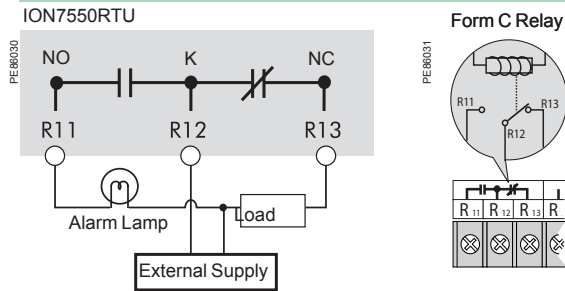 ION7550RTU
PE86030
NO K NC
R11 R12 R13
Alarm Lamp
Load
External Supply
Form C Relay
PE86031
R11
R13
R12
R 11 R 12 R 13 R